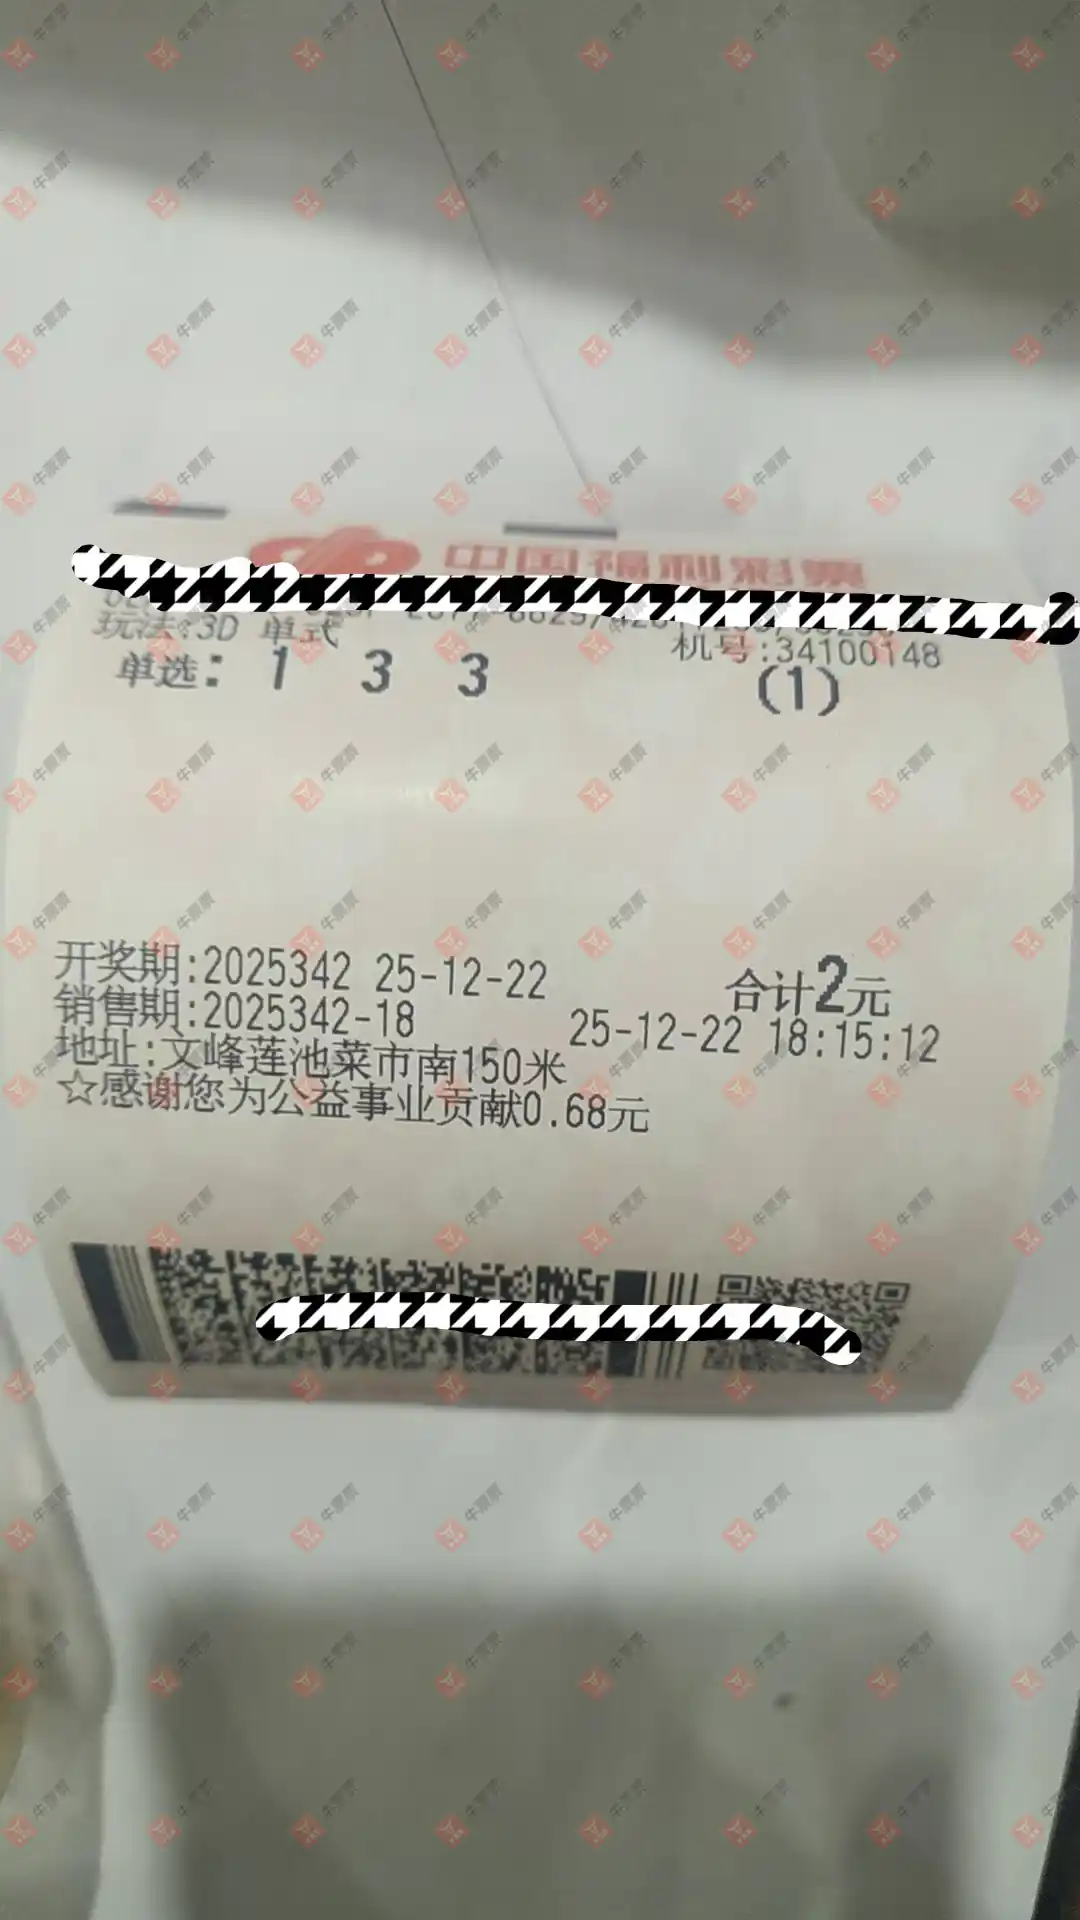 中国福利彩票
玩法:3D 单式
机号:34100148
单选: 1 3 3 (1)
开奖期:2025342 25-12-22 合计2元
销售期:2025342-18 25-12-22 18:15:12
地址:文峰莲池菜市南150米
☆感谢您为公益事业贡献0.68元
牛票票